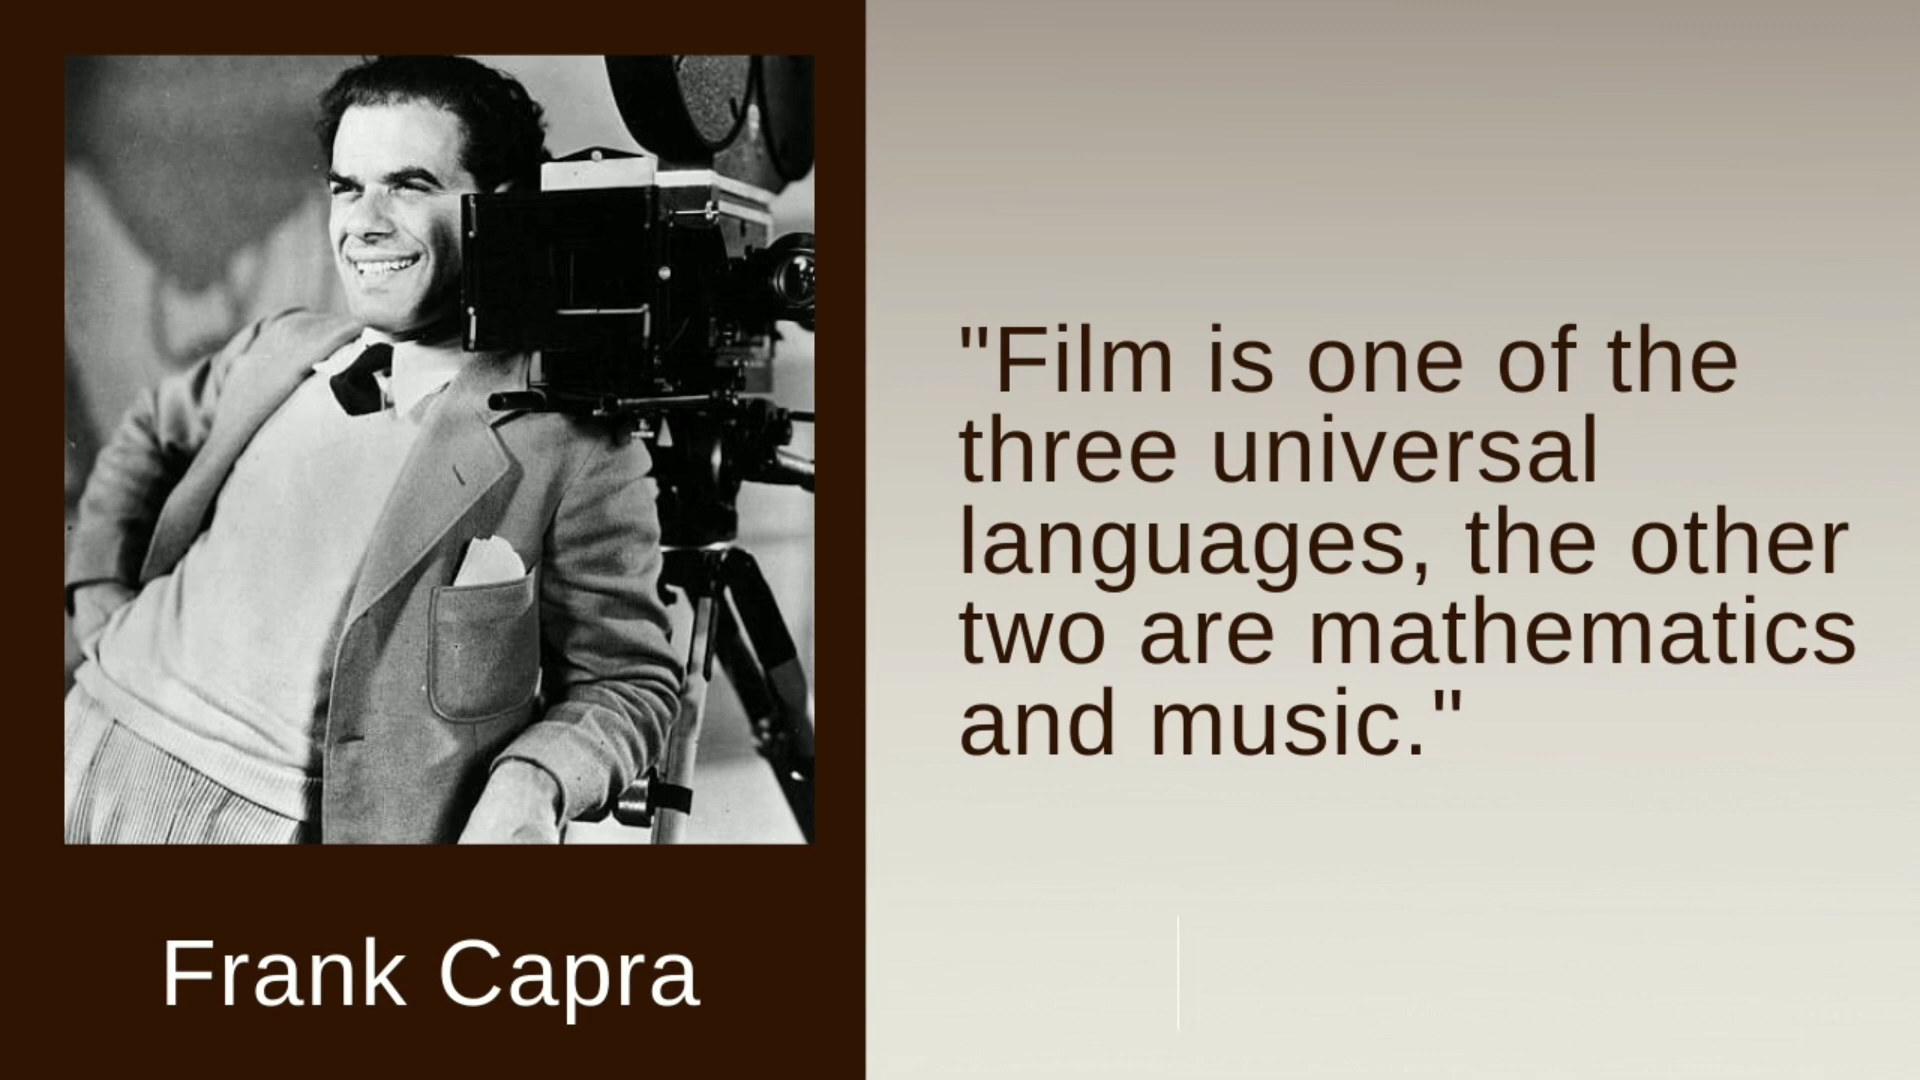 "Film is one of the
three universal
languages, the other
two are mathematics
and music."
Frank Capra